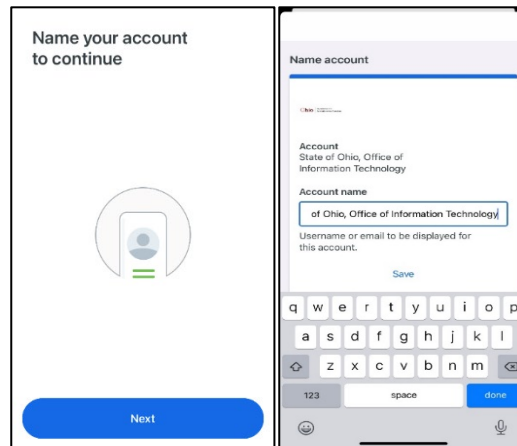 Name your account
to continue
Next
Name account
Ohio
Account
State of Ohio, Office of
Information Technology
Account name
of Ohio, Office of Information Technology
Username or email to be displayed for
this account.
Save
q w e r t y u i o p
a s d f g h j k l
z x c v b n m
123 space done